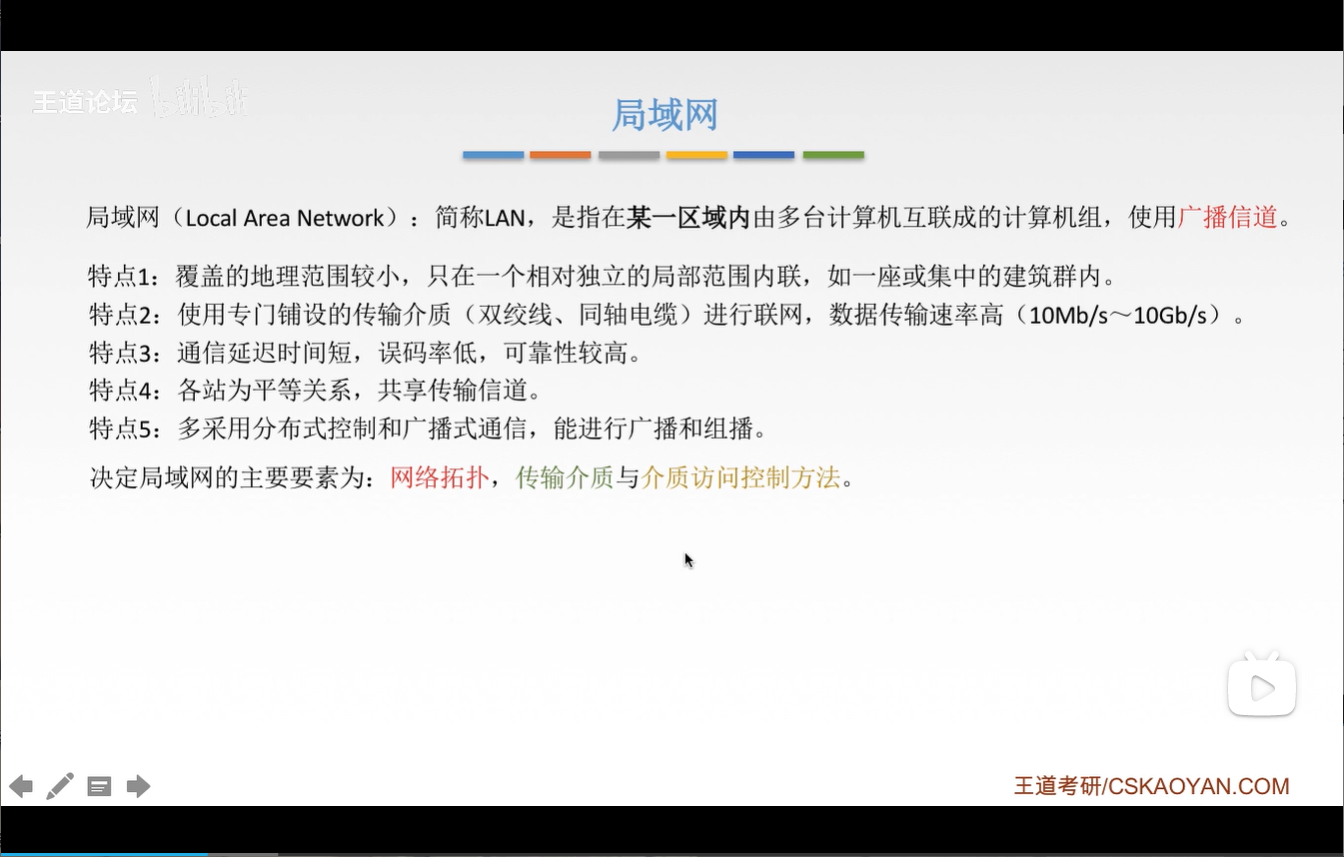 王道论坛 bilibili
局域网
局域网（Local Area Network）：简称LAN，是指在某一区域内由多台计算机互联成的计算机组，使用广播信道。
特点1：覆盖的地理范围较小，只在一个相对独立的局部范围内联，如一座或集中的建筑群内。
特点2：使用专门铺设的传输介质（双绞线、同轴电缆）进行联网，数据传输速率高（10Mb/s～10Gb/s）。
特点3：通信延迟时间短，误码率低，可靠性较高。
特点4：各站为平等关系，共享传输信道。
特点5：多采用分布式控制和广播式通信，能进行广播和组播。
决定局域网的主要要素为：网络拓扑，传输介质与介质访问控制方法。
王道考研/CSKAOYAN.COM